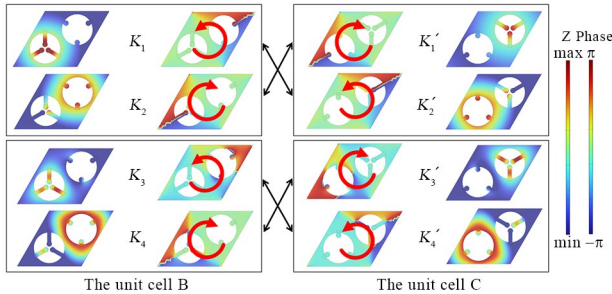 Z Phase
max π
K₁
K₁´
K₂
K₂´
K₃
K₃´
K₄
K₄´
min −π
The unit cell B
The unit cell C